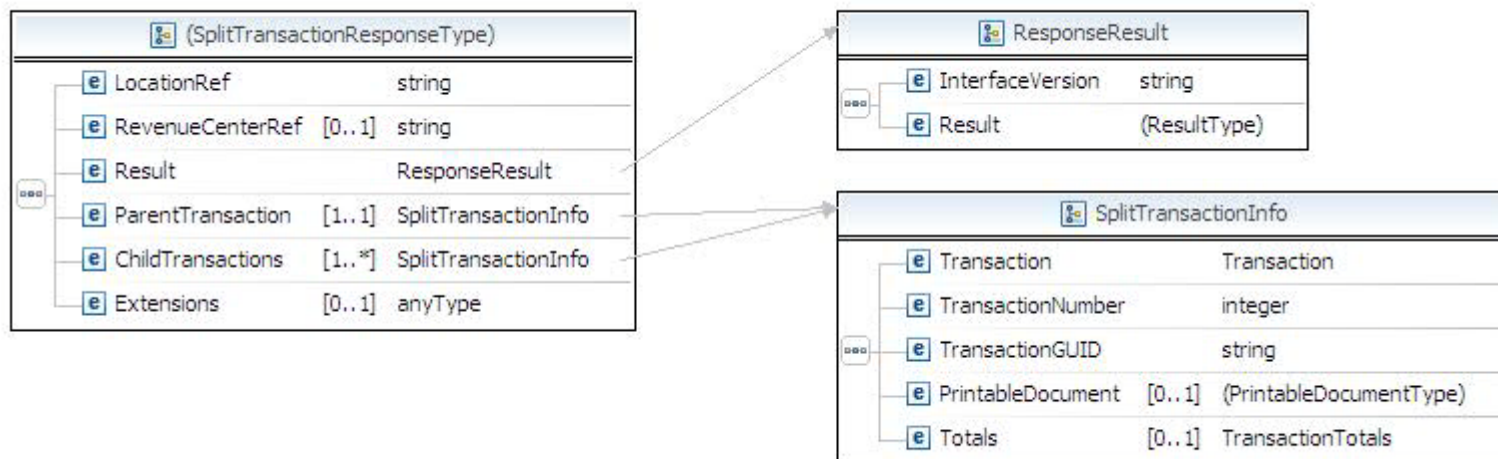 (SplitTransactionResponseType)
e LocationRef string
e RevenueCenterRef [0..1] string
e Result ResponseResult
e ParentTransaction [1..1] SplitTransactionInfo
e ChildTransactions [1..*] SplitTransactionInfo
e Extensions [0..1] anyType
ResponseResult
e InterfaceVersion string
e Result (ResultType)
SplitTransactionInfo
e Transaction Transaction
e TransactionNumber integer
e TransactionGUID string
e PrintableDocument [0..1] (PrintableDocumentType)
e Totals [0..1] TransactionTotals